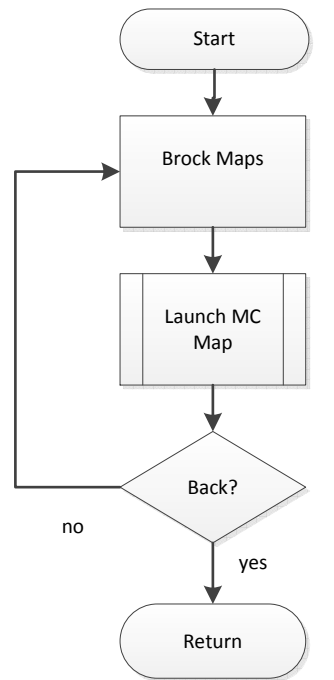 Start
Brock Maps
Launch MC
Map
Back?
no
yes
Return